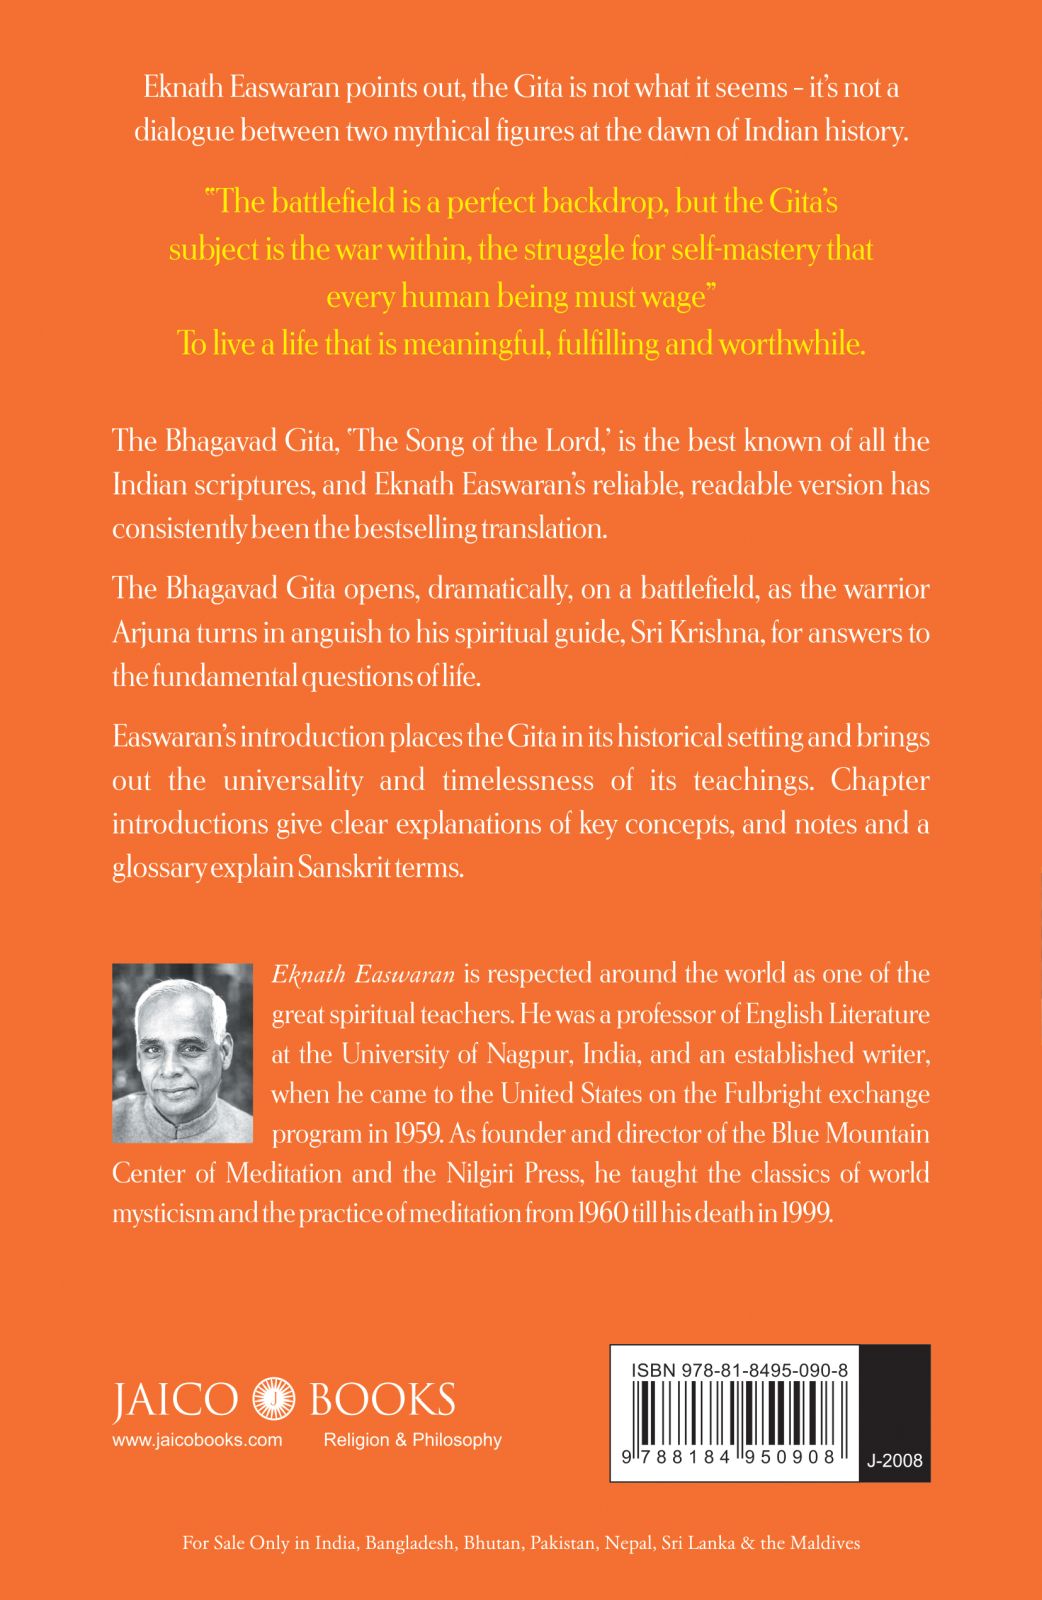 Eknath Easwaran points out, the Gita is not what it seems - it's not a
dialogue between two mythical figures at the dawn of Indian history.
“The battlefield is a perfect backdrop, but the Gita's
subject is the war within, the struggle for self-mastery that
every human being must wage”
To live a life that is meaningful, fulfilling and worthwhile.
The Bhagavad Gita, ‘The Song of the Lord,’ is the best known of all the
Indian scriptures, and Eknath Easwaran's reliable, readable version has
consistently been the bestselling translation.
The Bhagavad Gita opens, dramatically, on a battlefield, as the warrior
Arjuna turns in anguish to his spiritual guide, Sri Krishna, for answers to
the fundamental questions of life.
Easwaran's introduction places the Gita in its historical setting and brings
out the universality and timelessness of its teachings. Chapter
introductions give clear explanations of key concepts, and notes and a
glossary explain Sanskrit terms.
Eknath Easwaran is respected around the world as one of the
great spiritual teachers. He was a professor of English Literature
at the University of Nagpur, India, and an established writer,
when he came to the United States on the Fulbright exchange
program in 1959. As founder and director of the Blue Mountain
Center of Meditation and the Nilgiri Press, he taught the classics of world
mysticism and the practice of meditation from 1960 till his death in 1999.
JAICO J BOOKS
www.jaicobooks.com Religion & Philosophy
ISBN 978-81-8495-090-8
9 788184 950908
J-2008
For Sale Only in India, Bangladesh, Bhutan, Pakistan, Nepal, Sri Lanka & the Maldives